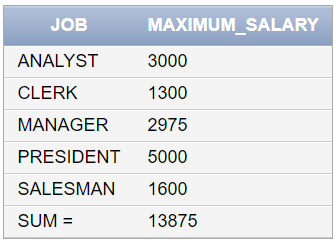 JOB MAXIMUM_SALARY
ANALYST 3000
CLERK 1300
MANAGER 2975
PRESIDENT 5000
SALESMAN 1600
SUM = 13875